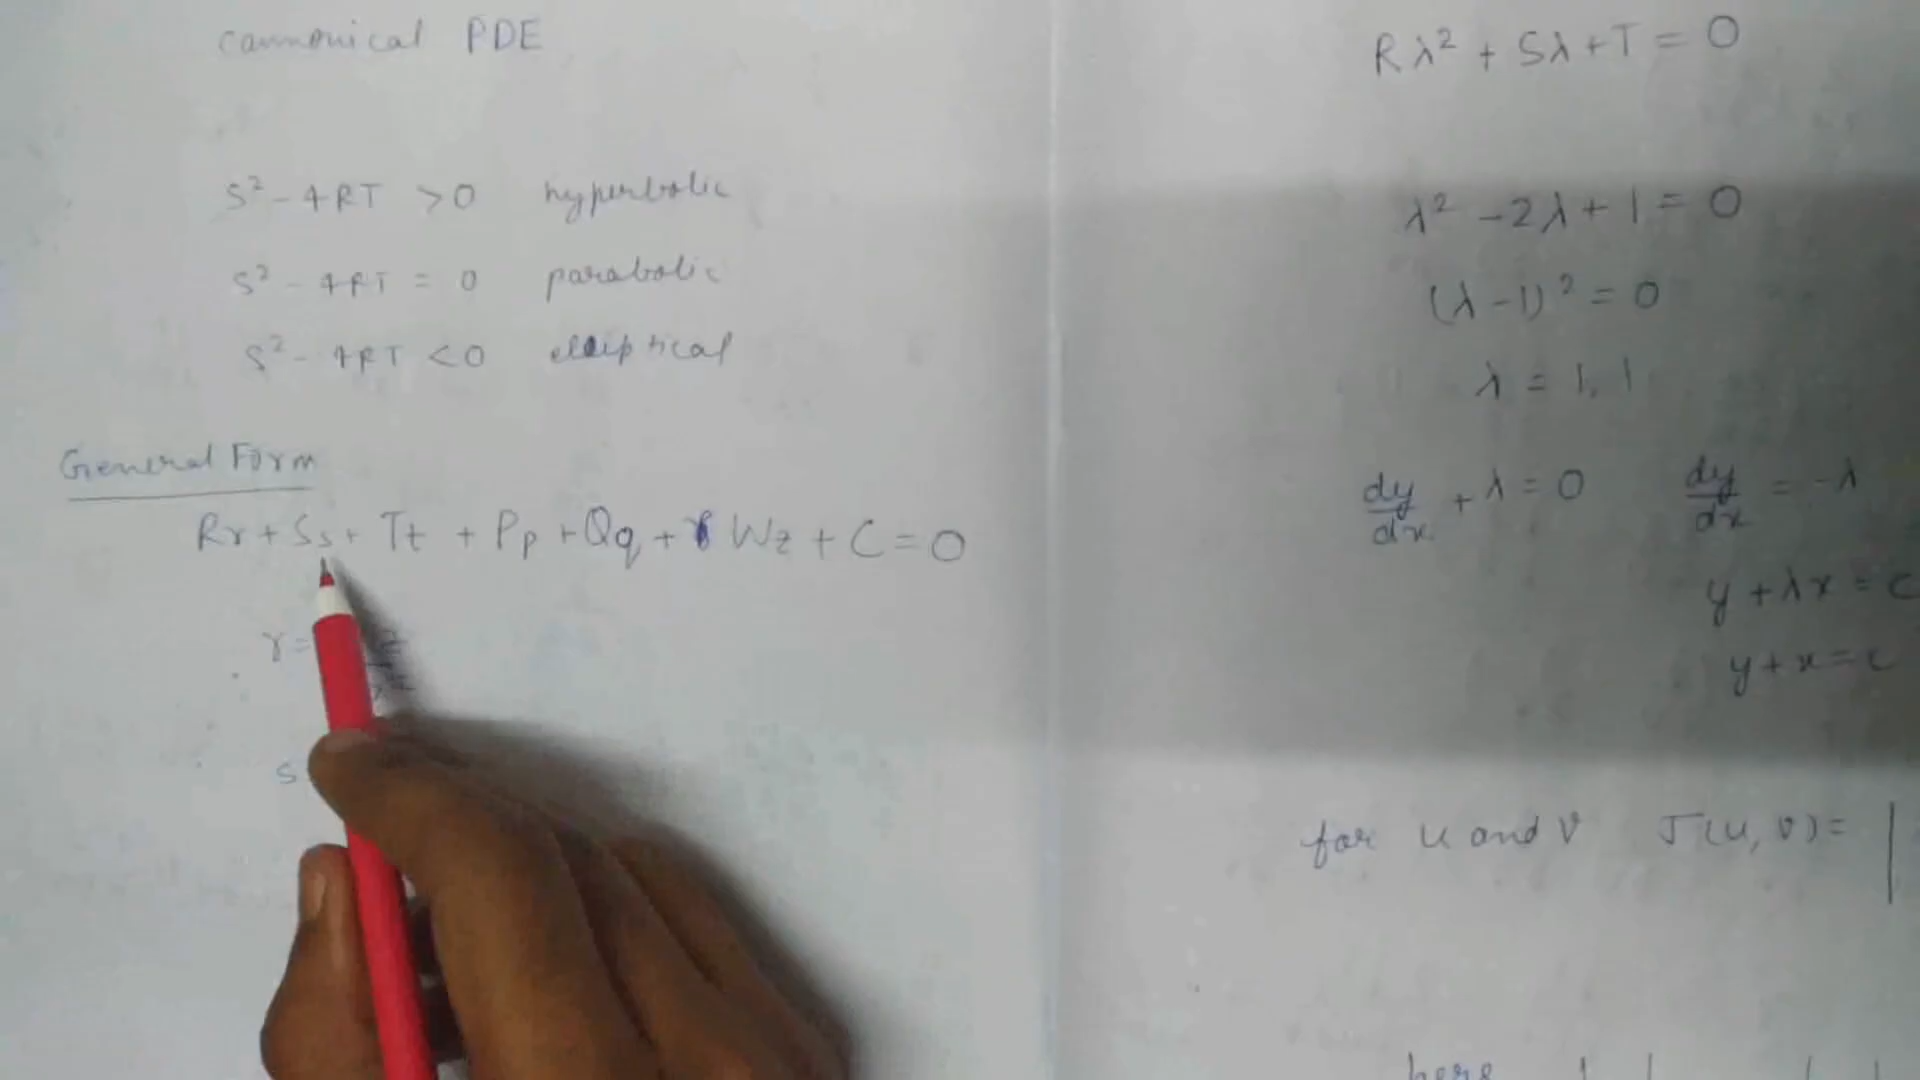 cannonical PDE
S² - 4RT > 0 hyperbolic
S² - 4RT = 0 parabolic
S² - 4RT < 0 elliptical
General Form
Rr + Ss + Tt + Pp + Qq + Wz + C = 0
r =
s
Rλ² + Sλ + T = 0
λ² - 2λ + 1 = 0
(λ - 1)² = 0
λ = 1, 1
dy/dx + λ = 0 dy/dx = -λ
y + λx = c
y + x = c
for u and v J(u, v) = |
here